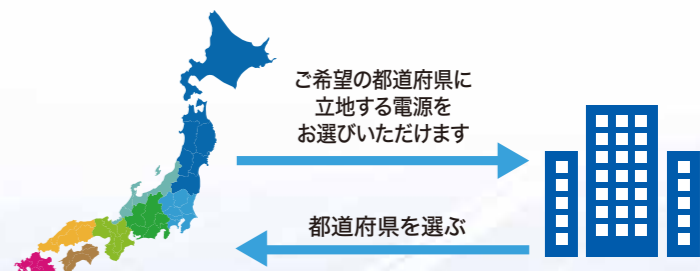 ご希望の都道府県に
立地する電源を
お選びいただけます
都道府県を選ぶ